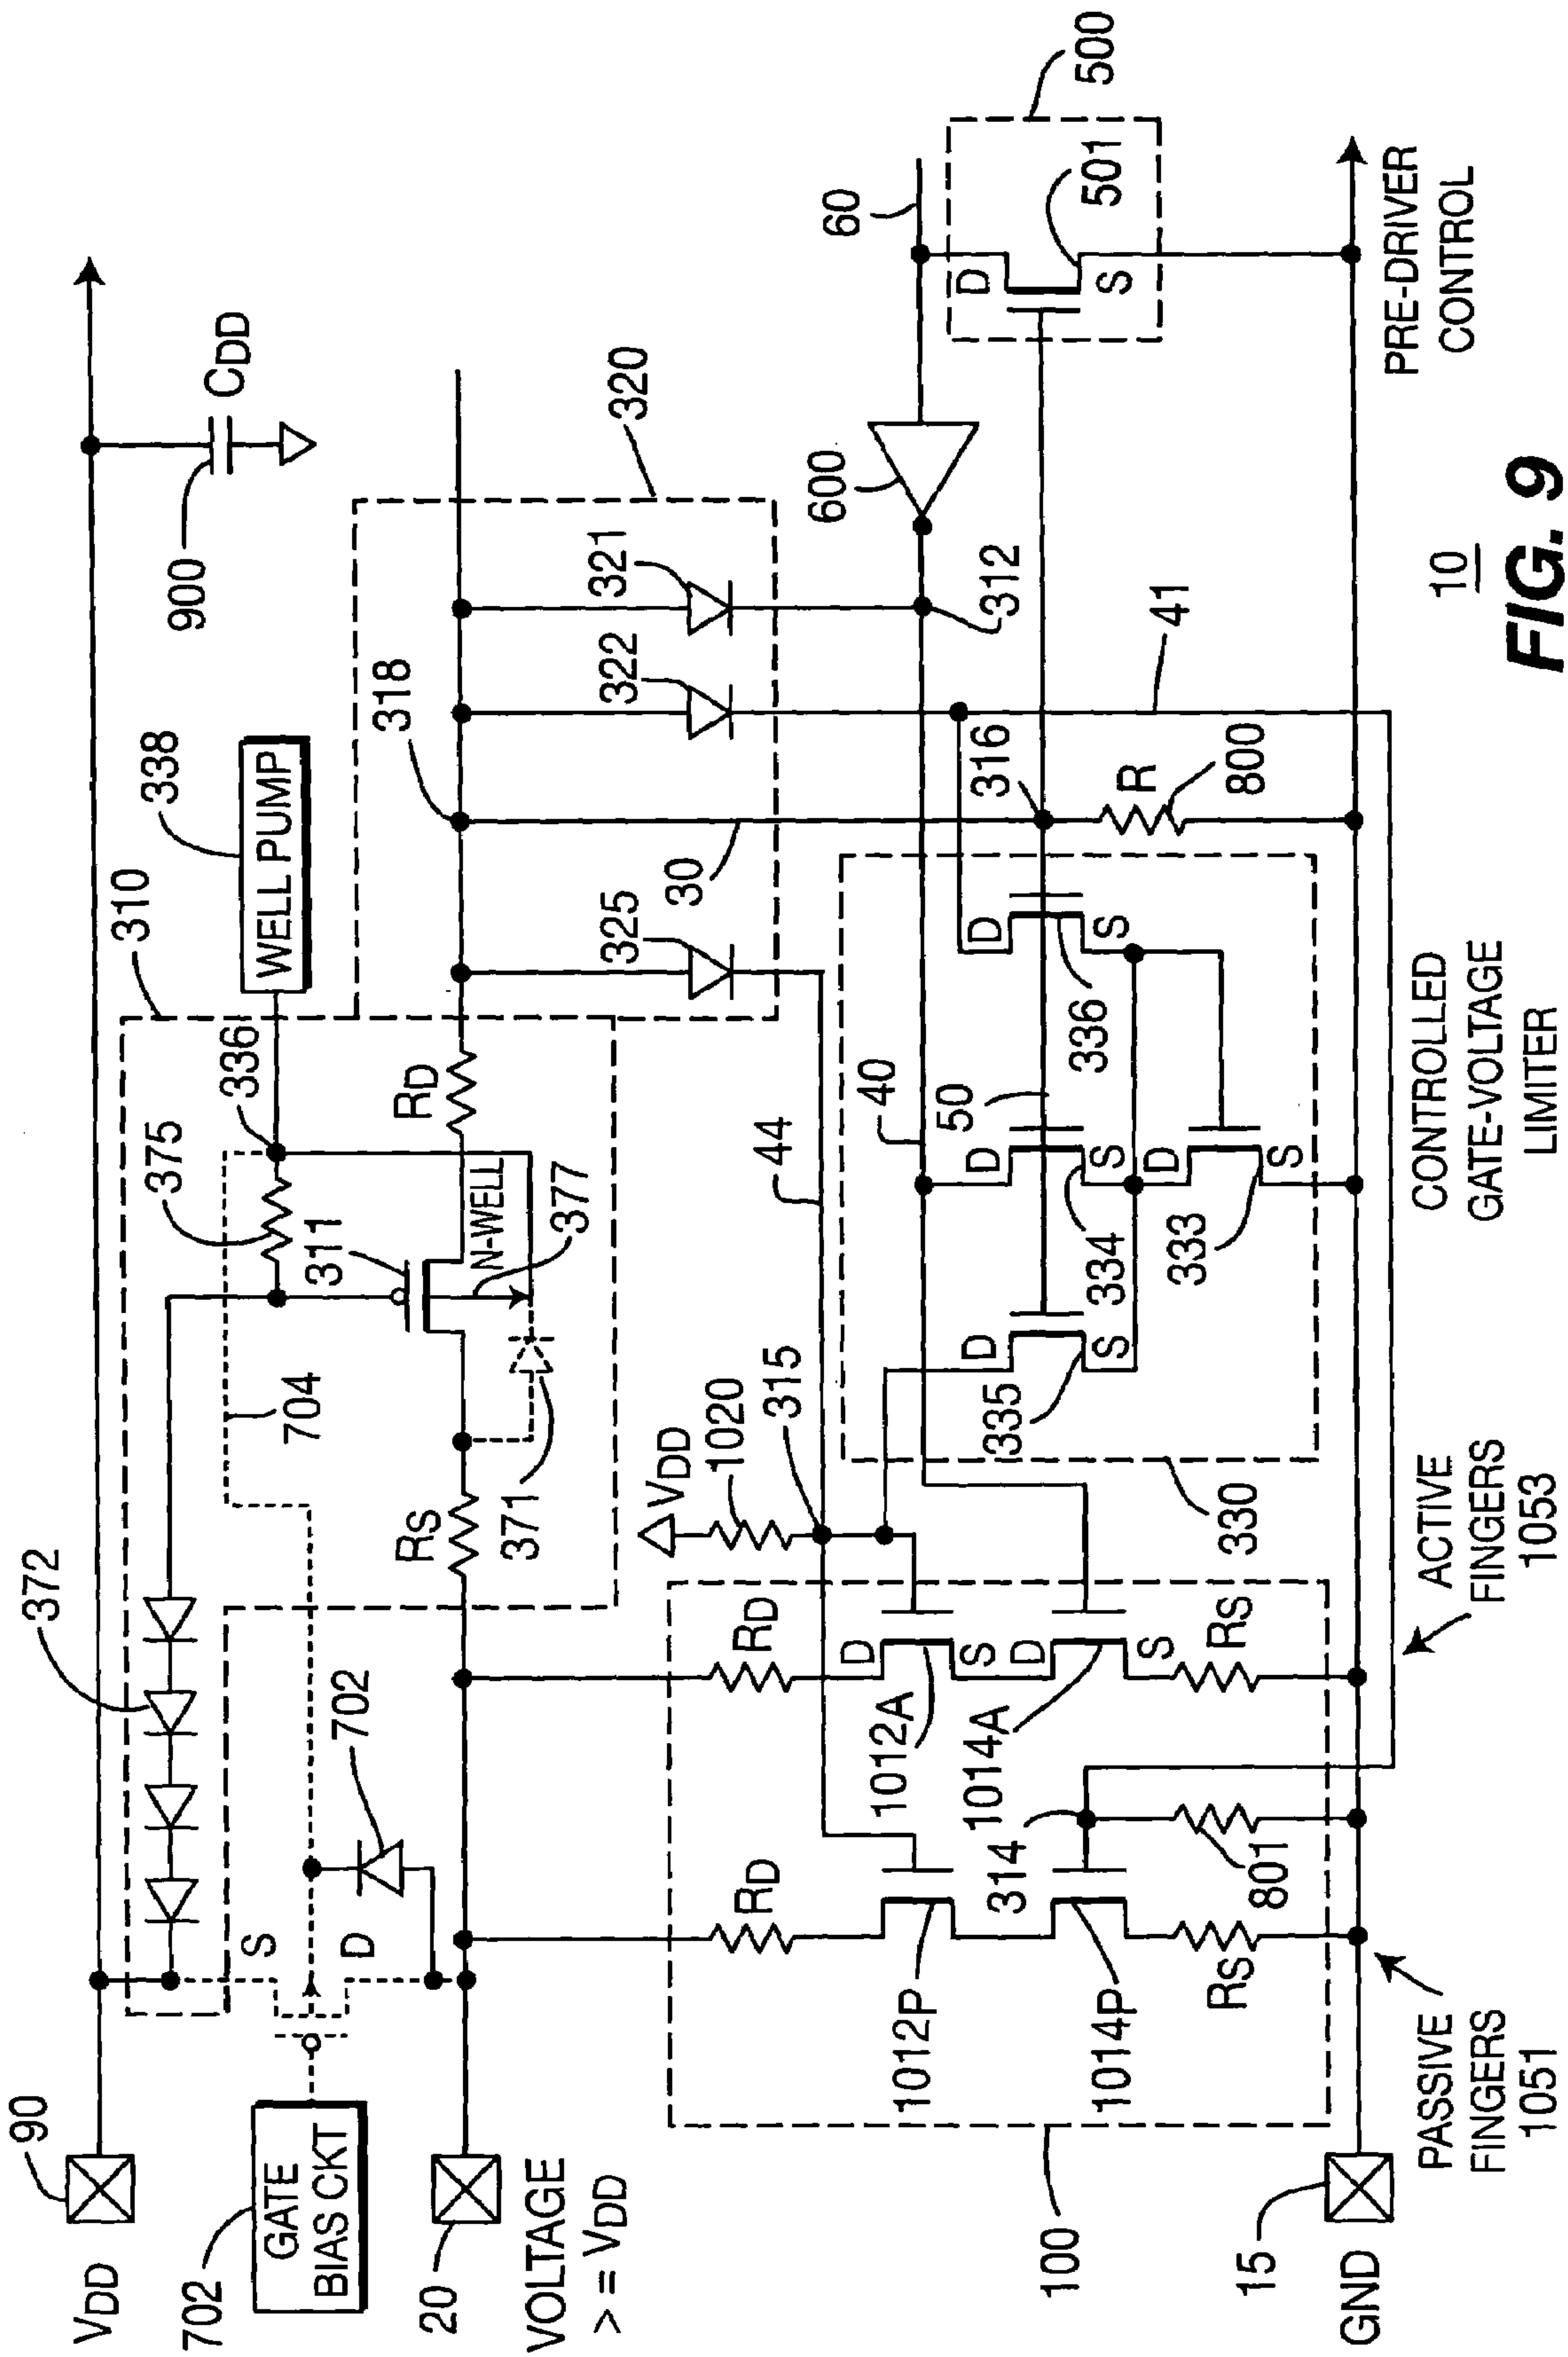 90
VDD
702
GATE
BIAS CKT
20
VOLTAGE
> = VDD
15
GND
100
PASSIVE
FINGERS
1051
ACTIVE
FINGERS
1053
372
S
D
702
704
375
311
336
310
338
WELL PUMP
900
CDD
RS
371
377
N-WELL
RD
318
325
322
321
320
30
VDD
1020
315
44
40
RD
1012P
1014P
RS
314
801
RD
D
1012A
S
D
1014A
S
RS
330
D
335
S
50
D
334
S
D
333
S
D
336
S
316
R
800
41
312
600
60
D
501
S
500
CONTROLLED
GATE-VOLTAGE
LIMITER
PRE-DRIVER
CONTROL
10
FIG. 9